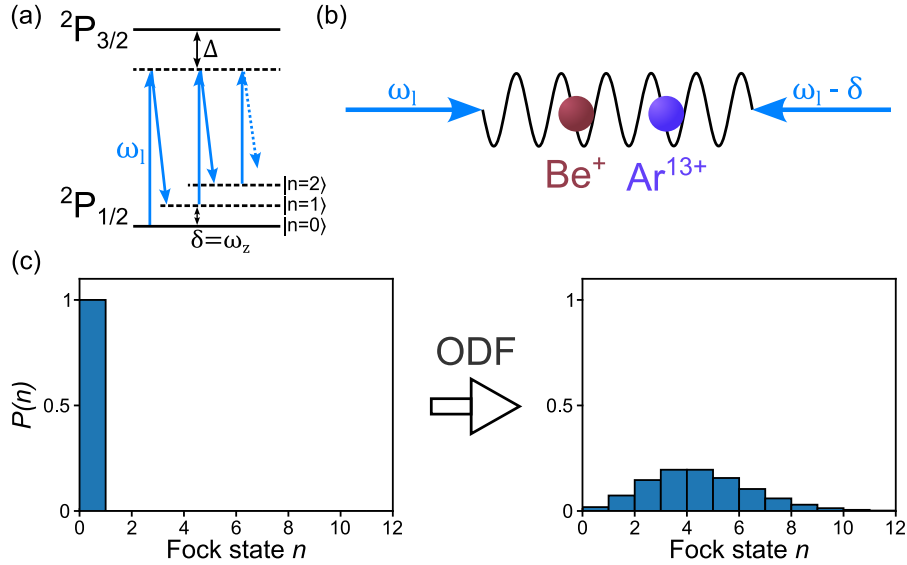 (a)
²P₃/₂
Δ
ωₗ
|n=2⟩
|n=1⟩
²P₁/₂
|n=0⟩
δ=ω_z
(b)
ωₗ
ωₗ - δ
Be⁺
Ar¹³⁺
(c)
1
0.5
0
P(n)
0 2 4 6 8 10 12
Fock state n
ODF
1
0.5
0
0 2 4 6 8 10 12
Fock state n